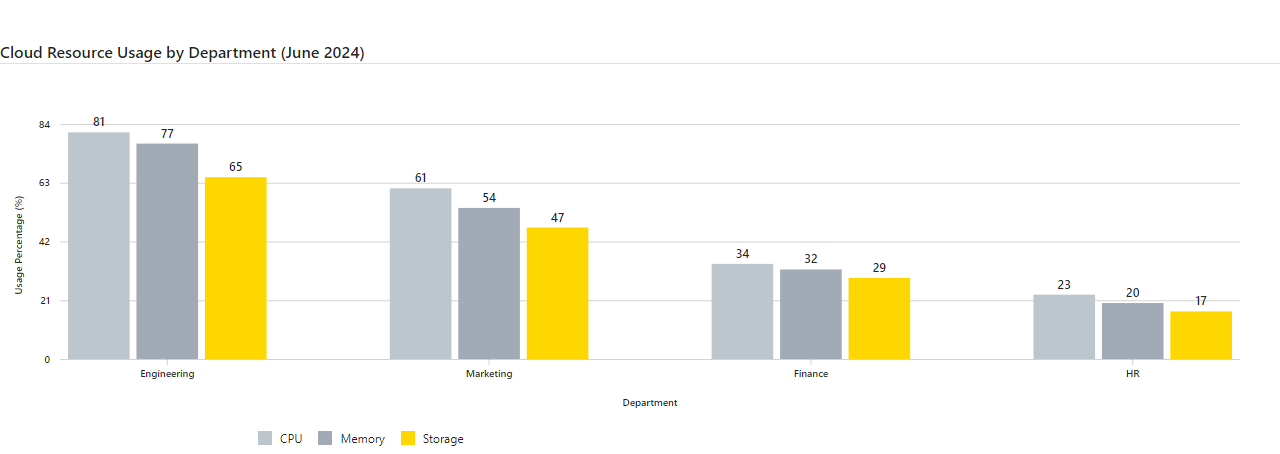 Cloud Resource Usage by Department (June 2024)
84
63
42
21
0
Usage Percentage (%)
81
77
65
61
54
47
34
32
29
23
20
17
Engineering
Marketing
Finance
HR
Department
CPU Memory Storage